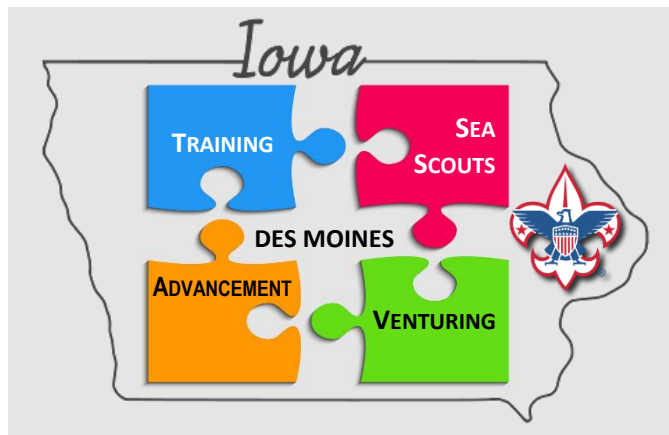 Iowa
TRAINING
SEA
SCOUTS
DES MOINES
ADVANCEMENT
VENTURING
®